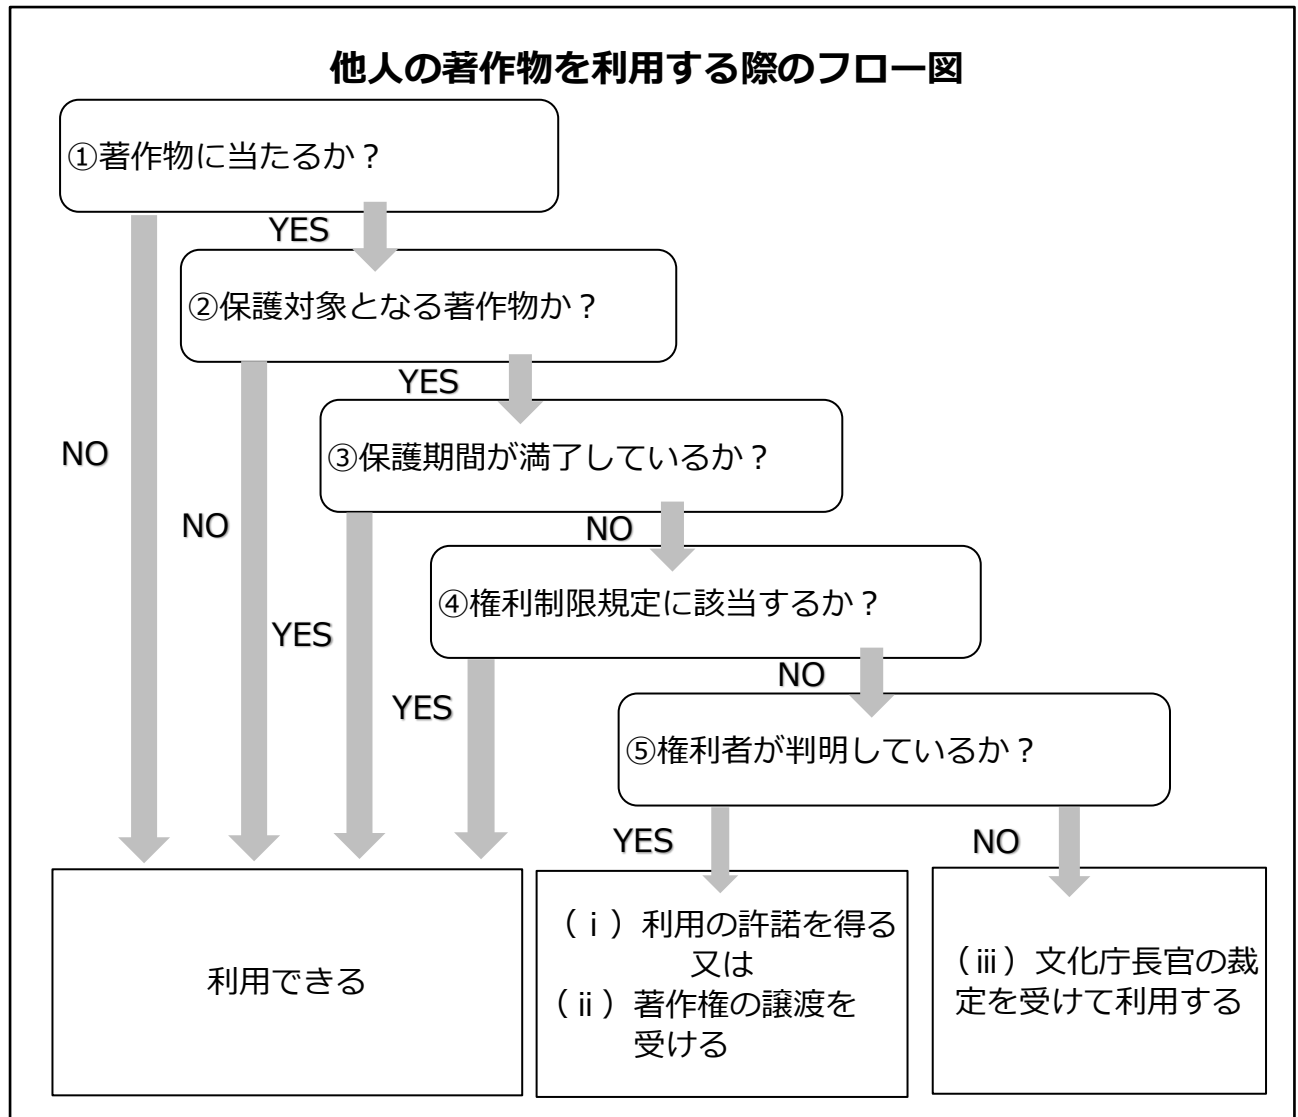 他人の著作物を利用する際のフロー図
①著作物に当たるか？
YES
②保護対象となる著作物か？
YES
③保護期間が満了しているか？
NO
NO
NO
④権利制限規定に該当するか？
YES
NO
YES
⑤権利者が判明しているか？
YES
NO
利用できる
（ⅰ）利用の許諾を得る
又は
（ⅱ）著作権の譲渡を
受ける
（ⅲ）文化庁長官の裁
定を受けて利用する